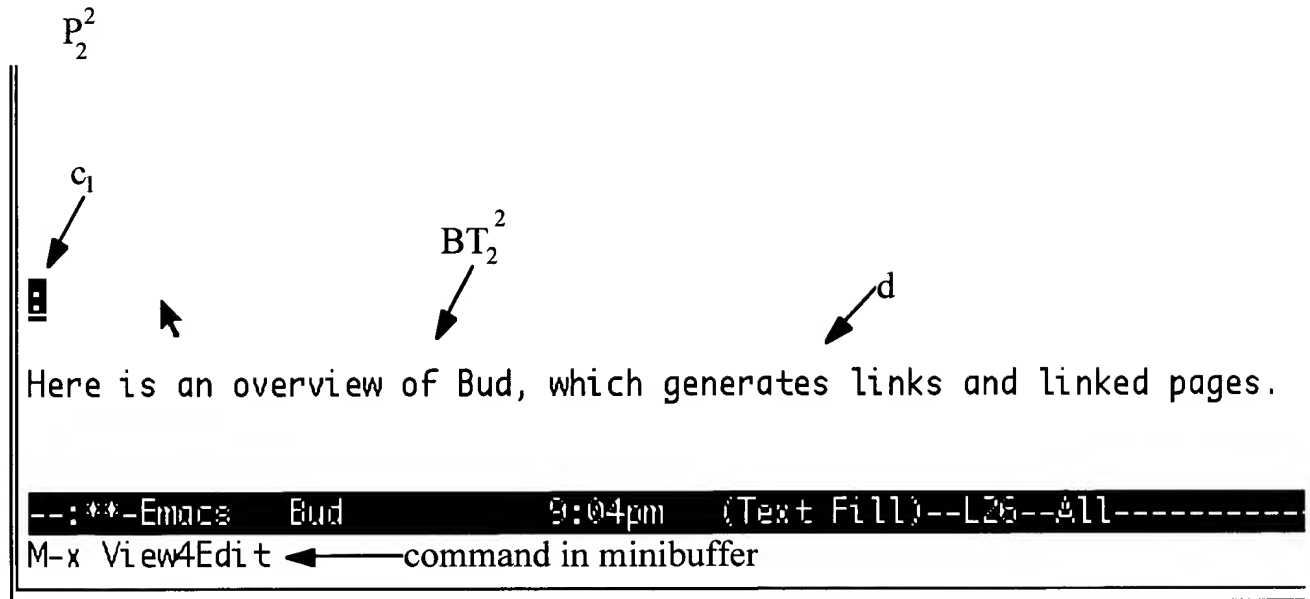 P₂²
c₁
BT₂²
d
:
Here is an overview of Bud, which generates links and linked pages.
--:**-Emacs Bud 9:04pm (Text Fill)--L26--All-----------
M-x View4Edit command in minibuffer